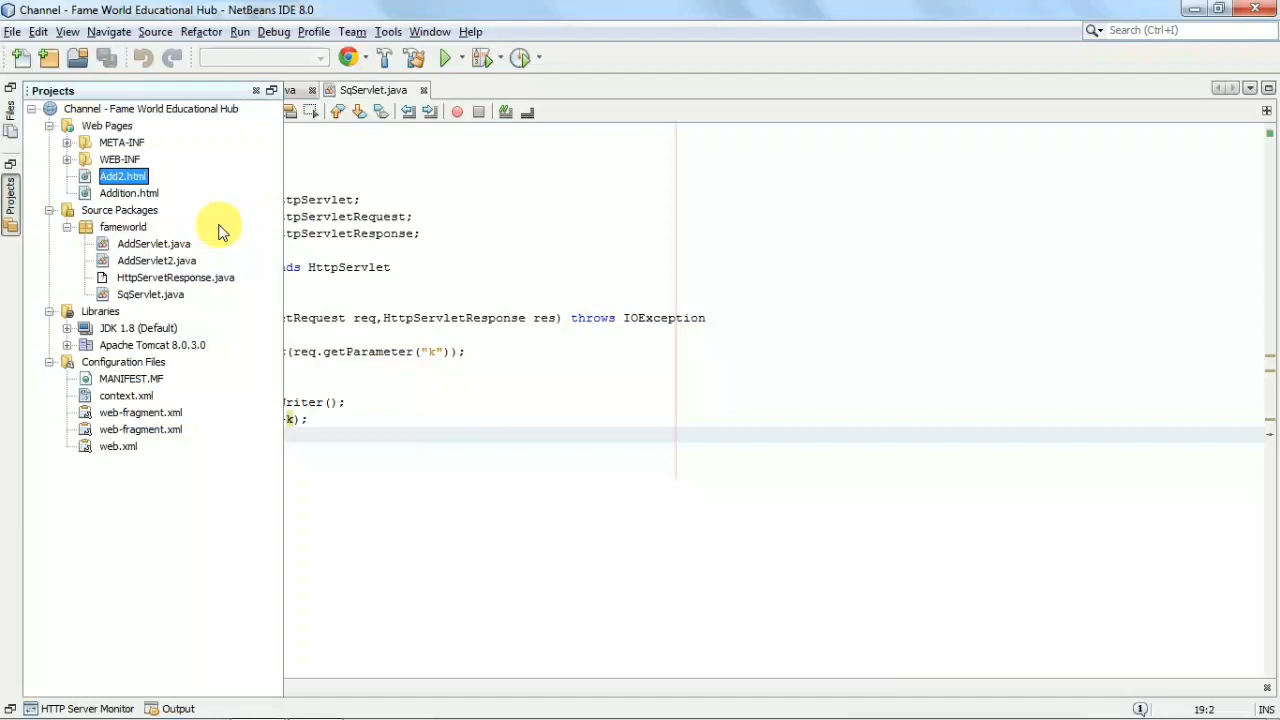 Channel - Fame World Educational Hub - NetBeans IDE 8.0
File Edit View Navigate Source Refactor Run Debug Profile Team Tools Window Help
Search (Ctrl+I)
Projects
SqServlet.java
Files
Projects
Channel - Fame World Educational Hub
Web Pages
META-INF
WEB-INF
Add2.html
Addition.html
Source Packages
fameworld
AddServlet.java
AddServlet2.java
HttpServetResponse.java
SqServlet.java
Libraries
JDK 1.8 (Default)
Apache Tomcat 8.0.3.0
Configuration Files
MANIFEST.MF
context.xml
web-fragment.xml
web-fragment.xml
web.xml
tpServlet;
tpServletRequest;
tpServletResponse;
ds HttpServlet
tRequest req,HttpServletResponse res) throws IOException
(req.getParameter("k"));
riter();
k);
HTTP Server Monitor Output
19:2 INS